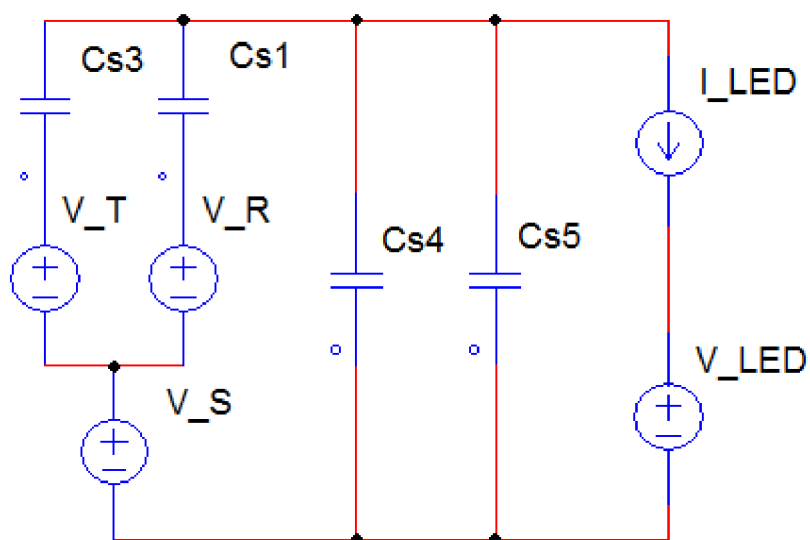 Cs3
Cs1
I_LED
V_T
V_R
Cs4
Cs5
V_S
V_LED